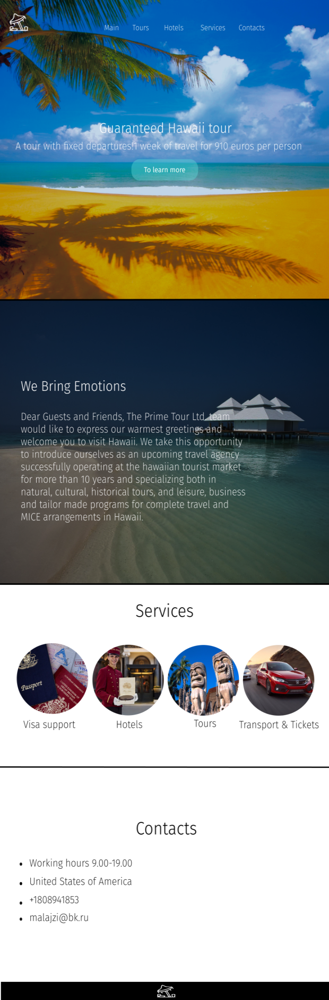 Main Tours Hotels Services Contacts
Guaranteed Hawaii tour
A tour with fixed departures!1 week of travel for 910 euros per person
To learn more
We Bring Emotions
Dear Guests and Friends, The Prime Tour Ltd. team
would like to express our warmest greetings and
welcome you to visit Hawaii. We take this opportunity
to introduce ourselves as an upcoming travel agency
successfully operating at the hawaiian tourist market
for more than 10 years and specializing both in
natural, cultural, historical tours, and leisure, business
and tailor made programs for complete travel and
MICE arrangements in Hawaii.
Services
Passport
Visa support
Hotels
Tours
Transport & Tickets
Contacts
• Working hours 9.00-19.00
• United States of America
• +1808941853
• malajzi@bk.ru